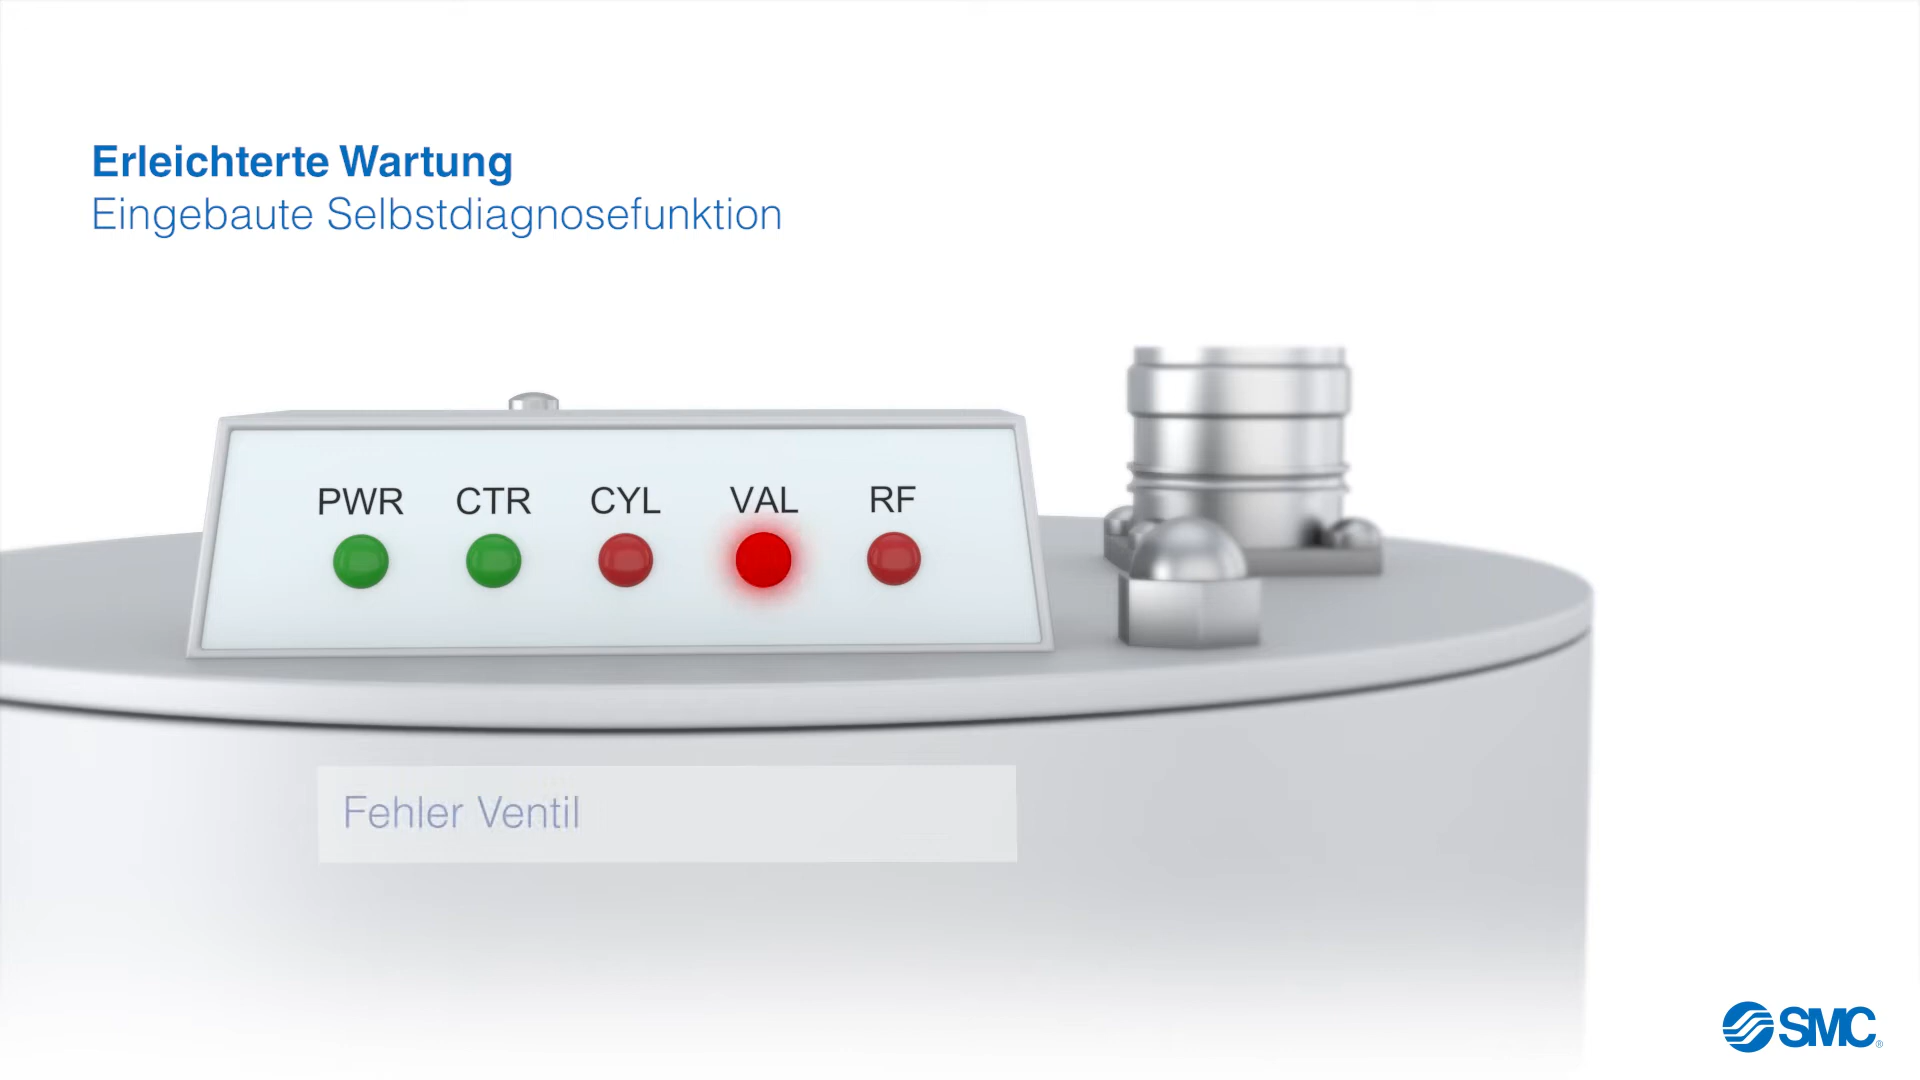 Erleichterte Wartung
Eingebaute Selbstdiagnosefunktion
PWR CTR CYL VAL RF
Fehler Ventil
SMC®